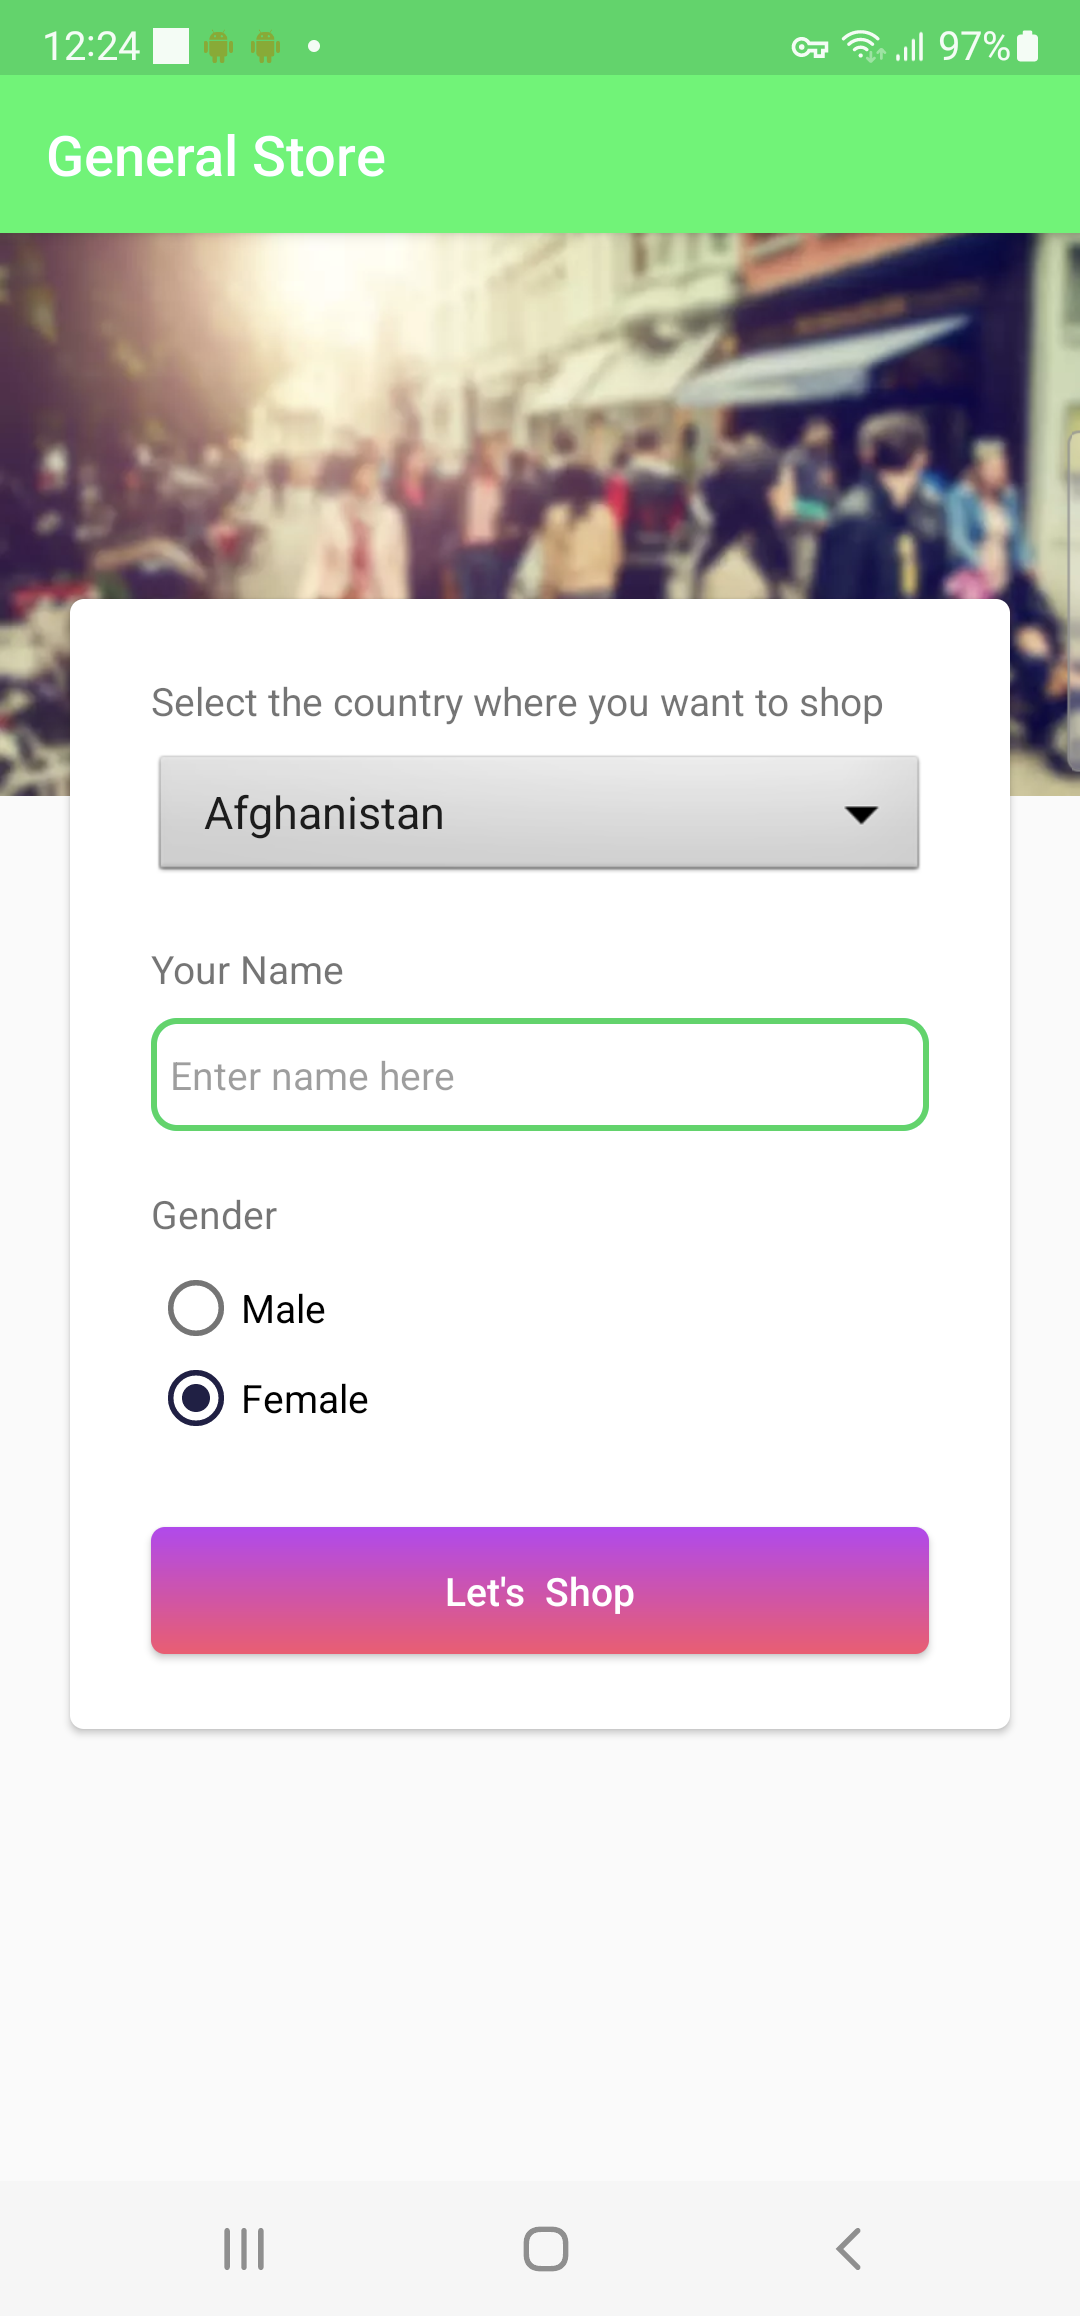 12:24
97%
General Store
Select the country where you want to shop
Afghanistan
Your Name
Enter name here
Gender
Male
Female
Let's Shop